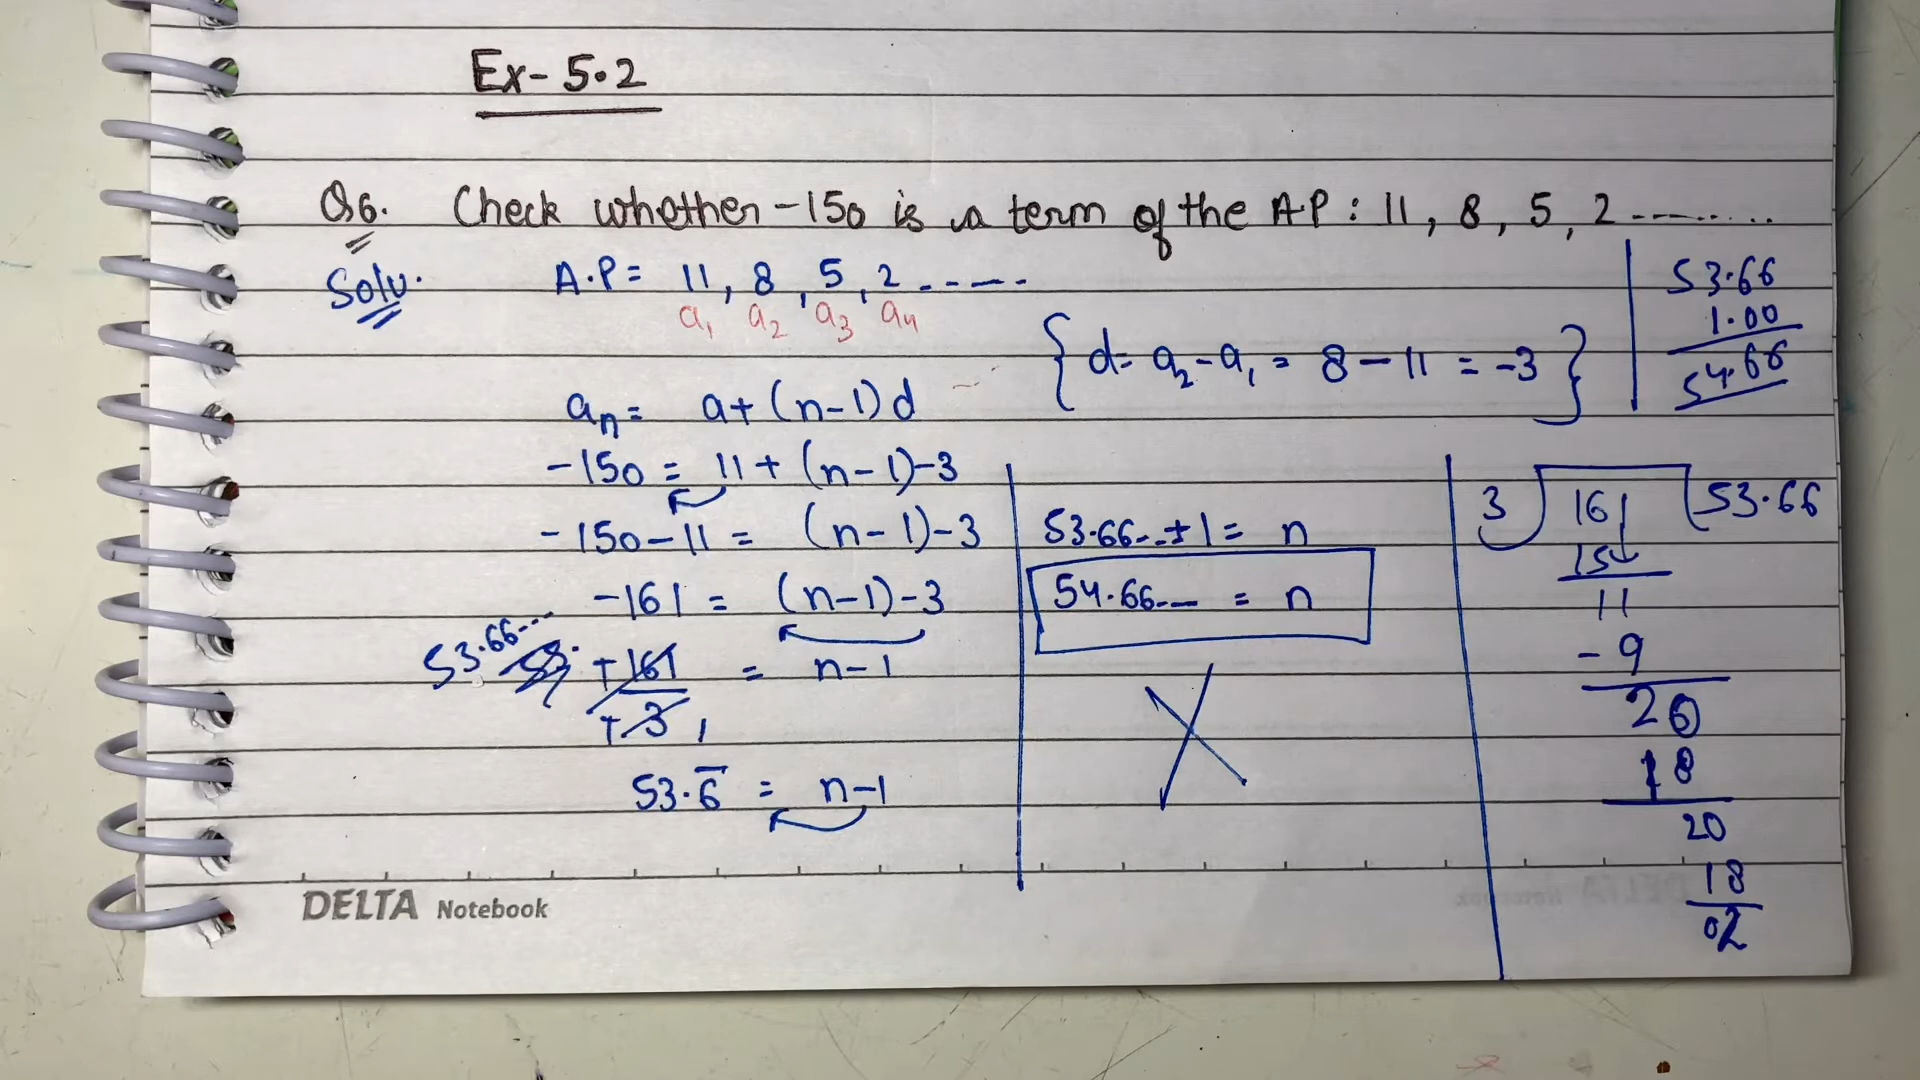 Ex- 5.2
Q6. Check whether -150 is a term of the A.P : 11, 8, 5, 2 ---------
Solu. A.P = 11, 8, 5, 2 -----
a₁ a₂ a₃ a₄
{ d= a₂-a₁ = 8-11 = -3 }
53.66
1.00
54.66
aₙ = a+(n-1)d
-150 = 11+ (n-1)-3
-150-11 = (n-1)-3
-161 = (n-1)-3
53.66... +161 = n-1
+3 1
53.6̅ = n-1
53.66..+1= n
54.66-- = n
3 161 53.66
15
11
-9
20
18
20
18
02
DELTA Notebook